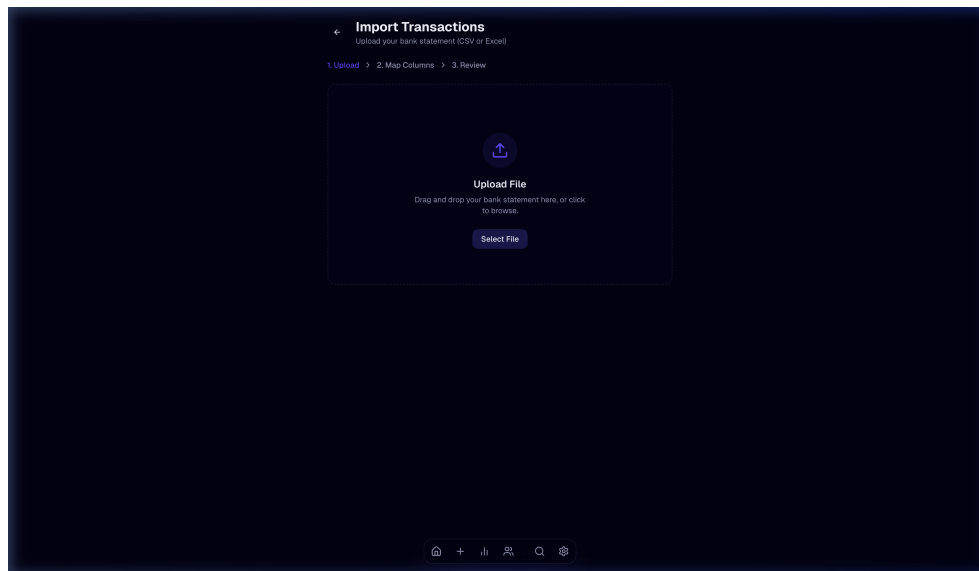 Import Transactions
Upload your bank statement (CSV or Excel)
1. Upload > 2. Map Columns > 3. Review
Upload File
Drag and drop your bank statement here, or click
to browse.
Select File